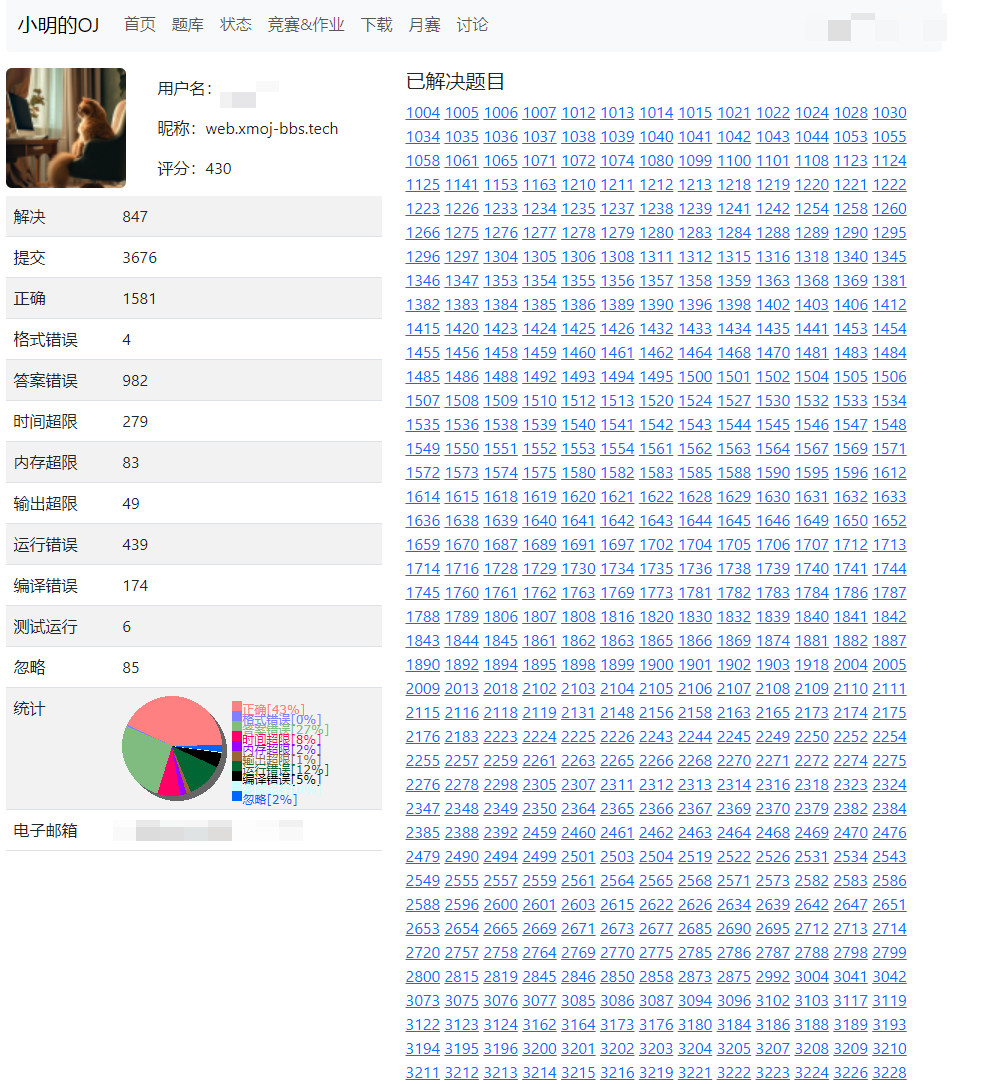 小明的OJ 首页 题库 状态 竞赛&作业 下载 月赛 讨论
用户名：
昵称：web.xmoj-bbs.tech
评分：430
解决 847
提交 3676
正确 1581
格式错误 4
答案错误 982
时间超限 279
内存超限 83
输出超限 49
运行错误 439
编译错误 174
测试运行 6
忽略 85
统计
正确[43%]
格式错误[0%]
答案错误[27%]
时间超限[8%]
内存超限[2%]
输出超限[1%]
运行错误[12%]
编译错误[5%]
忽略[2%]
电子邮箱
已解决题目
1004 1005 1006 1007 1012 1013 1014 1015 1021 1022 1024 1028 1030
1034 1035 1036 1037 1038 1039 1040 1041 1042 1043 1044 1053 1055
1058 1061 1065 1071 1072 1074 1080 1099 1100 1101 1108 1123 1124
1125 1141 1153 1163 1210 1211 1212 1213 1218 1219 1220 1221 1222
1223 1226 1233 1234 1235 1237 1238 1239 1241 1242 1254 1258 1260
1266 1275 1276 1277 1278 1279 1280 1283 1284 1288 1289 1290 1295
1296 1297 1304 1305 1306 1308 1311 1312 1315 1316 1318 1340 1345
1346 1347 1353 1354 1355 1356 1357 1358 1359 1363 1368 1369 1381
1382 1383 1384 1385 1386 1389 1390 1396 1398 1402 1403 1406 1412
1415 1420 1423 1424 1425 1426 1432 1433 1434 1435 1441 1453 1454
1455 1456 1458 1459 1460 1461 1462 1464 1468 1470 1481 1483 1484
1485 1486 1488 1492 1493 1494 1495 1500 1501 1502 1504 1505 1506
1507 1508 1509 1510 1512 1513 1520 1524 1527 1530 1532 1533 1534
1535 1536 1538 1539 1540 1541 1542 1543 1544 1545 1546 1547 1548
1549 1550 1551 1552 1553 1554 1561 1562 1563 1564 1567 1569 1571
1572 1573 1574 1575 1580 1582 1583 1585 1588 1590 1595 1596 1612
1614 1615 1618 1619 1620 1621 1622 1628 1629 1630 1631 1632 1633
1636 1638 1639 1640 1641 1642 1643 1644 1645 1646 1649 1650 1652
1659 1670 1687 1689 1691 1697 1702 1704 1705 1706 1707 1712 1713
1714 1716 1728 1729 1730 1734 1735 1736 1738 1739 1740 1741 1744
1745 1760 1761 1762 1763 1769 1773 1781 1782 1783 1784 1786 1787
1788 1789 1806 1807 1808 1816 1820 1830 1832 1839 1840 1841 1842
1843 1844 1845 1861 1862 1863 1865 1866 1869 1874 1881 1882 1887
1890 1892 1894 1895 1898 1899 1900 1901 1902 1903 1918 2004 2005
2009 2013 2018 2102 2103 2104 2105 2106 2107 2108 2109 2110 2111
2115 2116 2118 2119 2131 2148 2156 2158 2163 2165 2173 2174 2175
2176 2183 2223 2224 2225 2226 2243 2244 2245 2249 2250 2252 2254
2255 2257 2259 2261 2263 2265 2266 2268 2270 2271 2272 2274 2275
2276 2278 2298 2305 2307 2311 2312 2313 2314 2316 2318 2323 2324
2347 2348 2349 2350 2364 2365 2366 2367 2369 2370 2379 2382 2384
2385 2388 2392 2459 2460 2461 2462 2463 2464 2468 2469 2470 2476
2479 2490 2494 2499 2501 2503 2504 2519 2522 2526 2531 2534 2543
2549 2555 2557 2559 2561 2564 2565 2568 2571 2573 2582 2583 2586
2588 2596 2600 2601 2603 2615 2622 2626 2634 2639 2642 2647 2651
2653 2654 2665 2669 2671 2673 2677 2685 2690 2695 2712 2713 2714
2720 2757 2758 2764 2769 2770 2775 2785 2786 2787 2788 2798 2799
2800 2815 2819 2845 2846 2850 2858 2873 2875 2992 3004 3041 3042
3073 3075 3076 3077 3085 3086 3087 3094 3096 3102 3103 3117 3119
3122 3123 3124 3162 3164 3173 3176 3180 3184 3186 3188 3189 3193
3194 3195 3196 3200 3201 3202 3203 3204 3205 3207 3208 3209 3210
3211 3212 3213 3214 3215 3216 3219 3221 3222 3223 3224 3226 3228